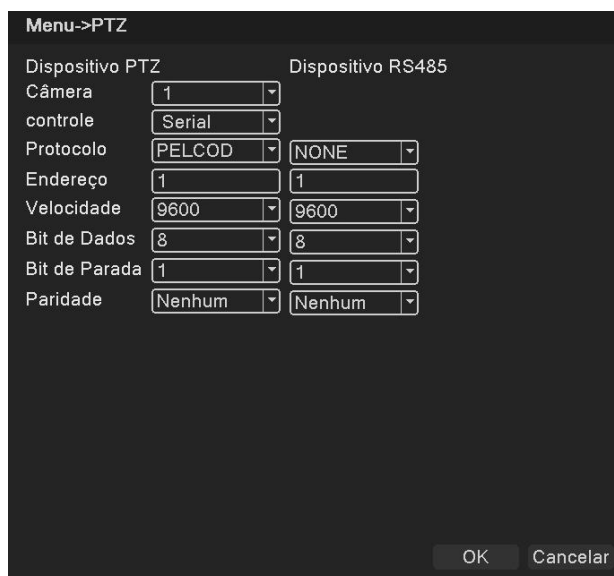 Menu->PTZ
Dispositivo PTZ Dispositivo RS485
Câmera 1
controle Serial
Protocolo PELCOD NONE
Endereço 1 1
Velocidade 9600 9600
Bit de Dados 8 8
Bit de Parada 1 1
Paridade Nenhum Nenhum
OK Cancelar